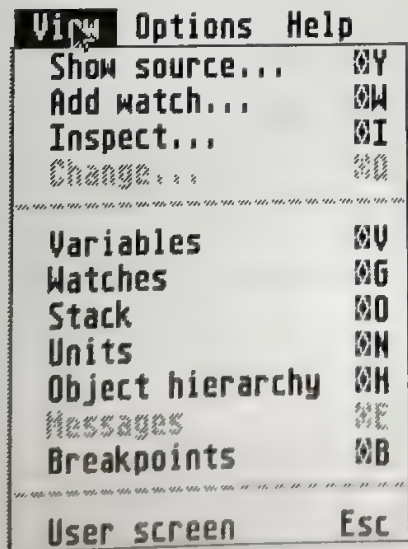 View Options Help
Show source... ⌥Y
Add watch... ⌥W
Inspect... ⌥I
Change... ⌥Q
Variables ⌥V
Watches ⌥G
Stack ⌥O
Units ⌥N
Object hierarchy ⌥H
Messages ⌥E
Breakpoints ⌥B
User screen Esc